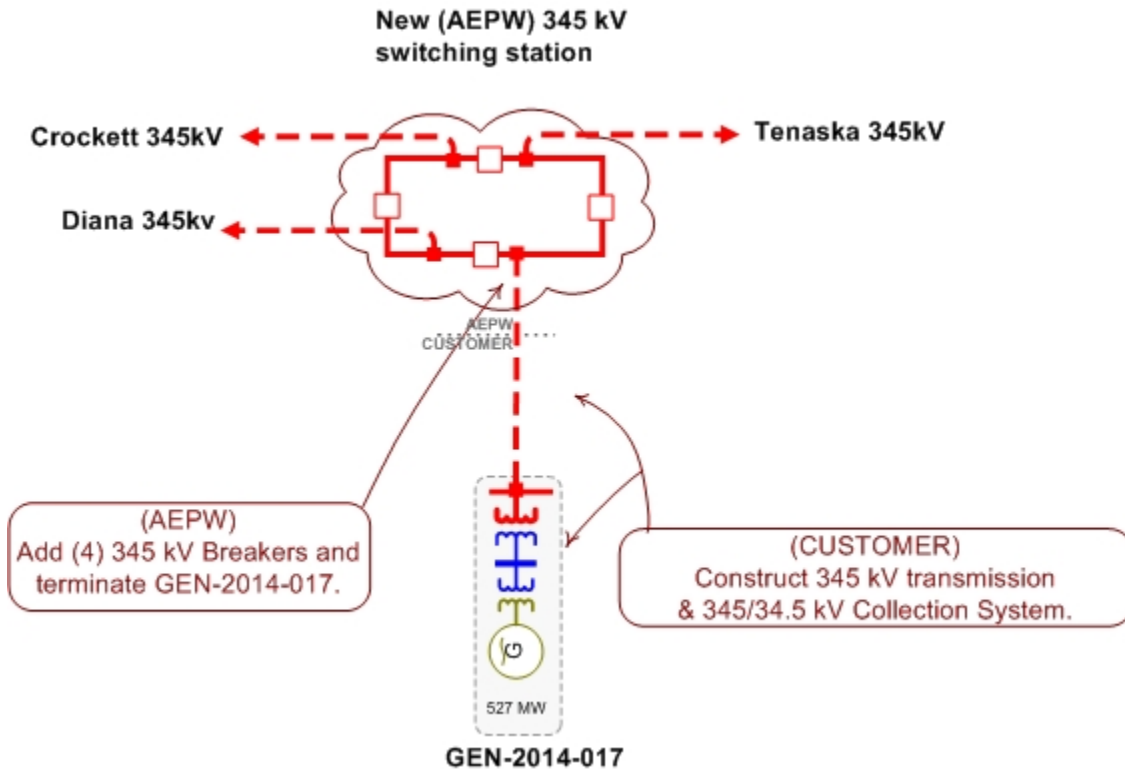 New (AEPW) 345 kV
switching station
Crockett 345kV
Tenaska 345kV
Diana 345kv
AEPW
CUSTOMER
(AEPW)
Add (4) 345 kV Breakers and
terminate GEN-2014-017.
(CUSTOMER)
Construct 345 kV transmission
& 345/34.5 kV Collection System.
G
527 MW
GEN-2014-017